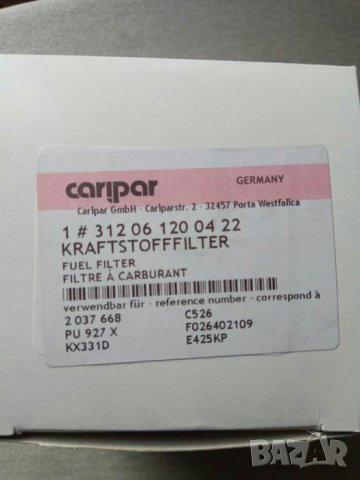 caripar
GERMANY
Caripar GmbH - Cariparstr. 2 - 32457 Porta Westfalica
1 # 312 06 120 04 22
KRAFTSTOFFFILTER
FUEL FILTER
FILTRE À CARBURANT
verwendbar für - reference number - correspond à
2 037 668 C526
PU 927 X F026402109
KX331D E425KP
BAZAR